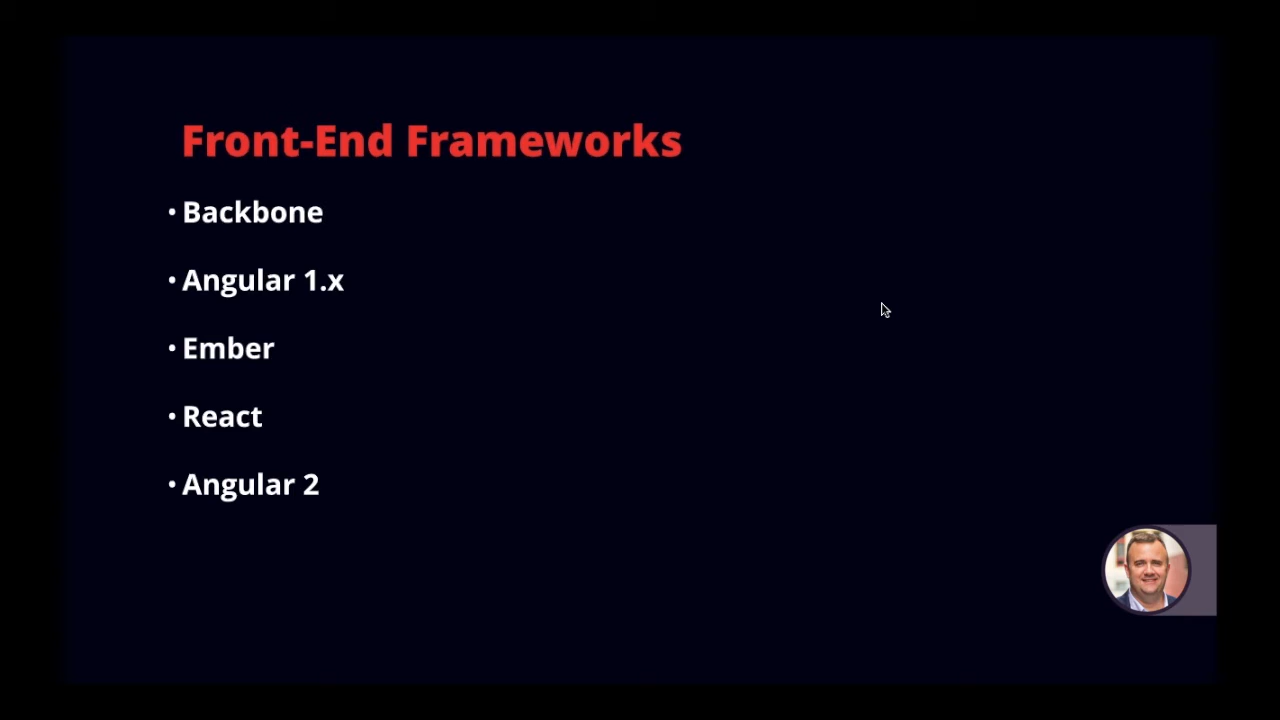 Front-End Frameworks
• Backbone
• Angular 1.x
• Ember
• React
• Angular 2